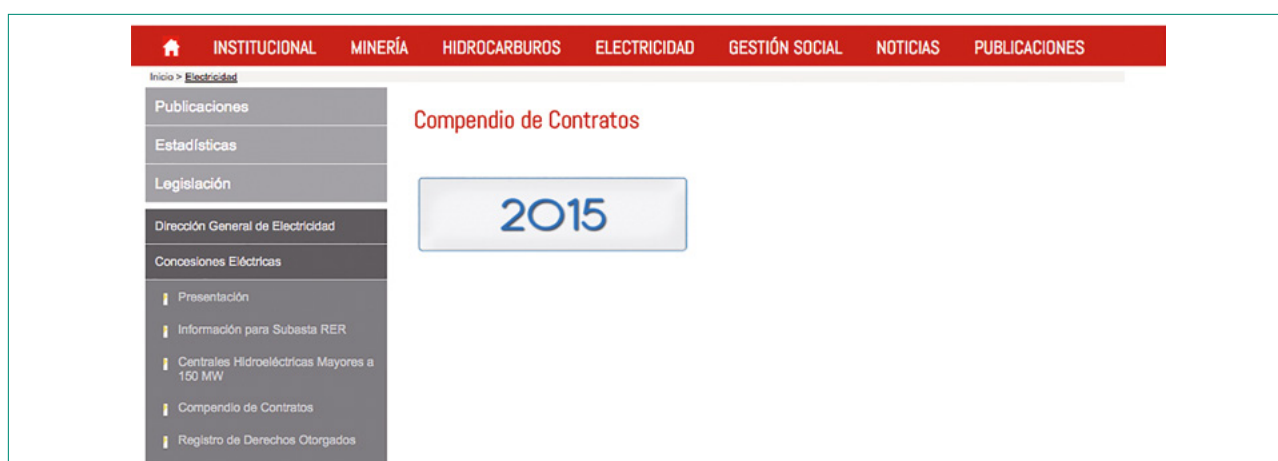 INSTITUCIONAL MINERÍA HIDROCARBUROS ELECTRICIDAD GESTIÓN SOCIAL NOTICIAS PUBLICACIONES
Inicio > Electricidad
Publicaciones
Estadísticas
Legislación
Dirección General de Electricidad
Concesiones Eléctricas
Presentación
Información para Subasta RER
Centrales Hidroeléctricas Mayores a
150 MW
Compendio de Contratos
Registro de Derechos Otorgados
Compendio de Contratos
2015